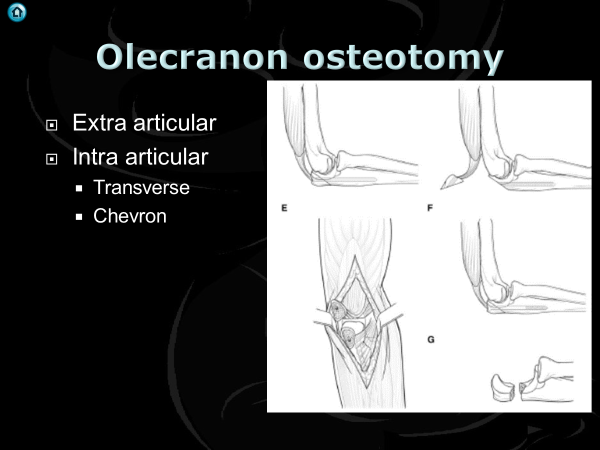 Olecranon osteotomy
Extra articular
Intra articular
Transverse
Chevron
E
F
G